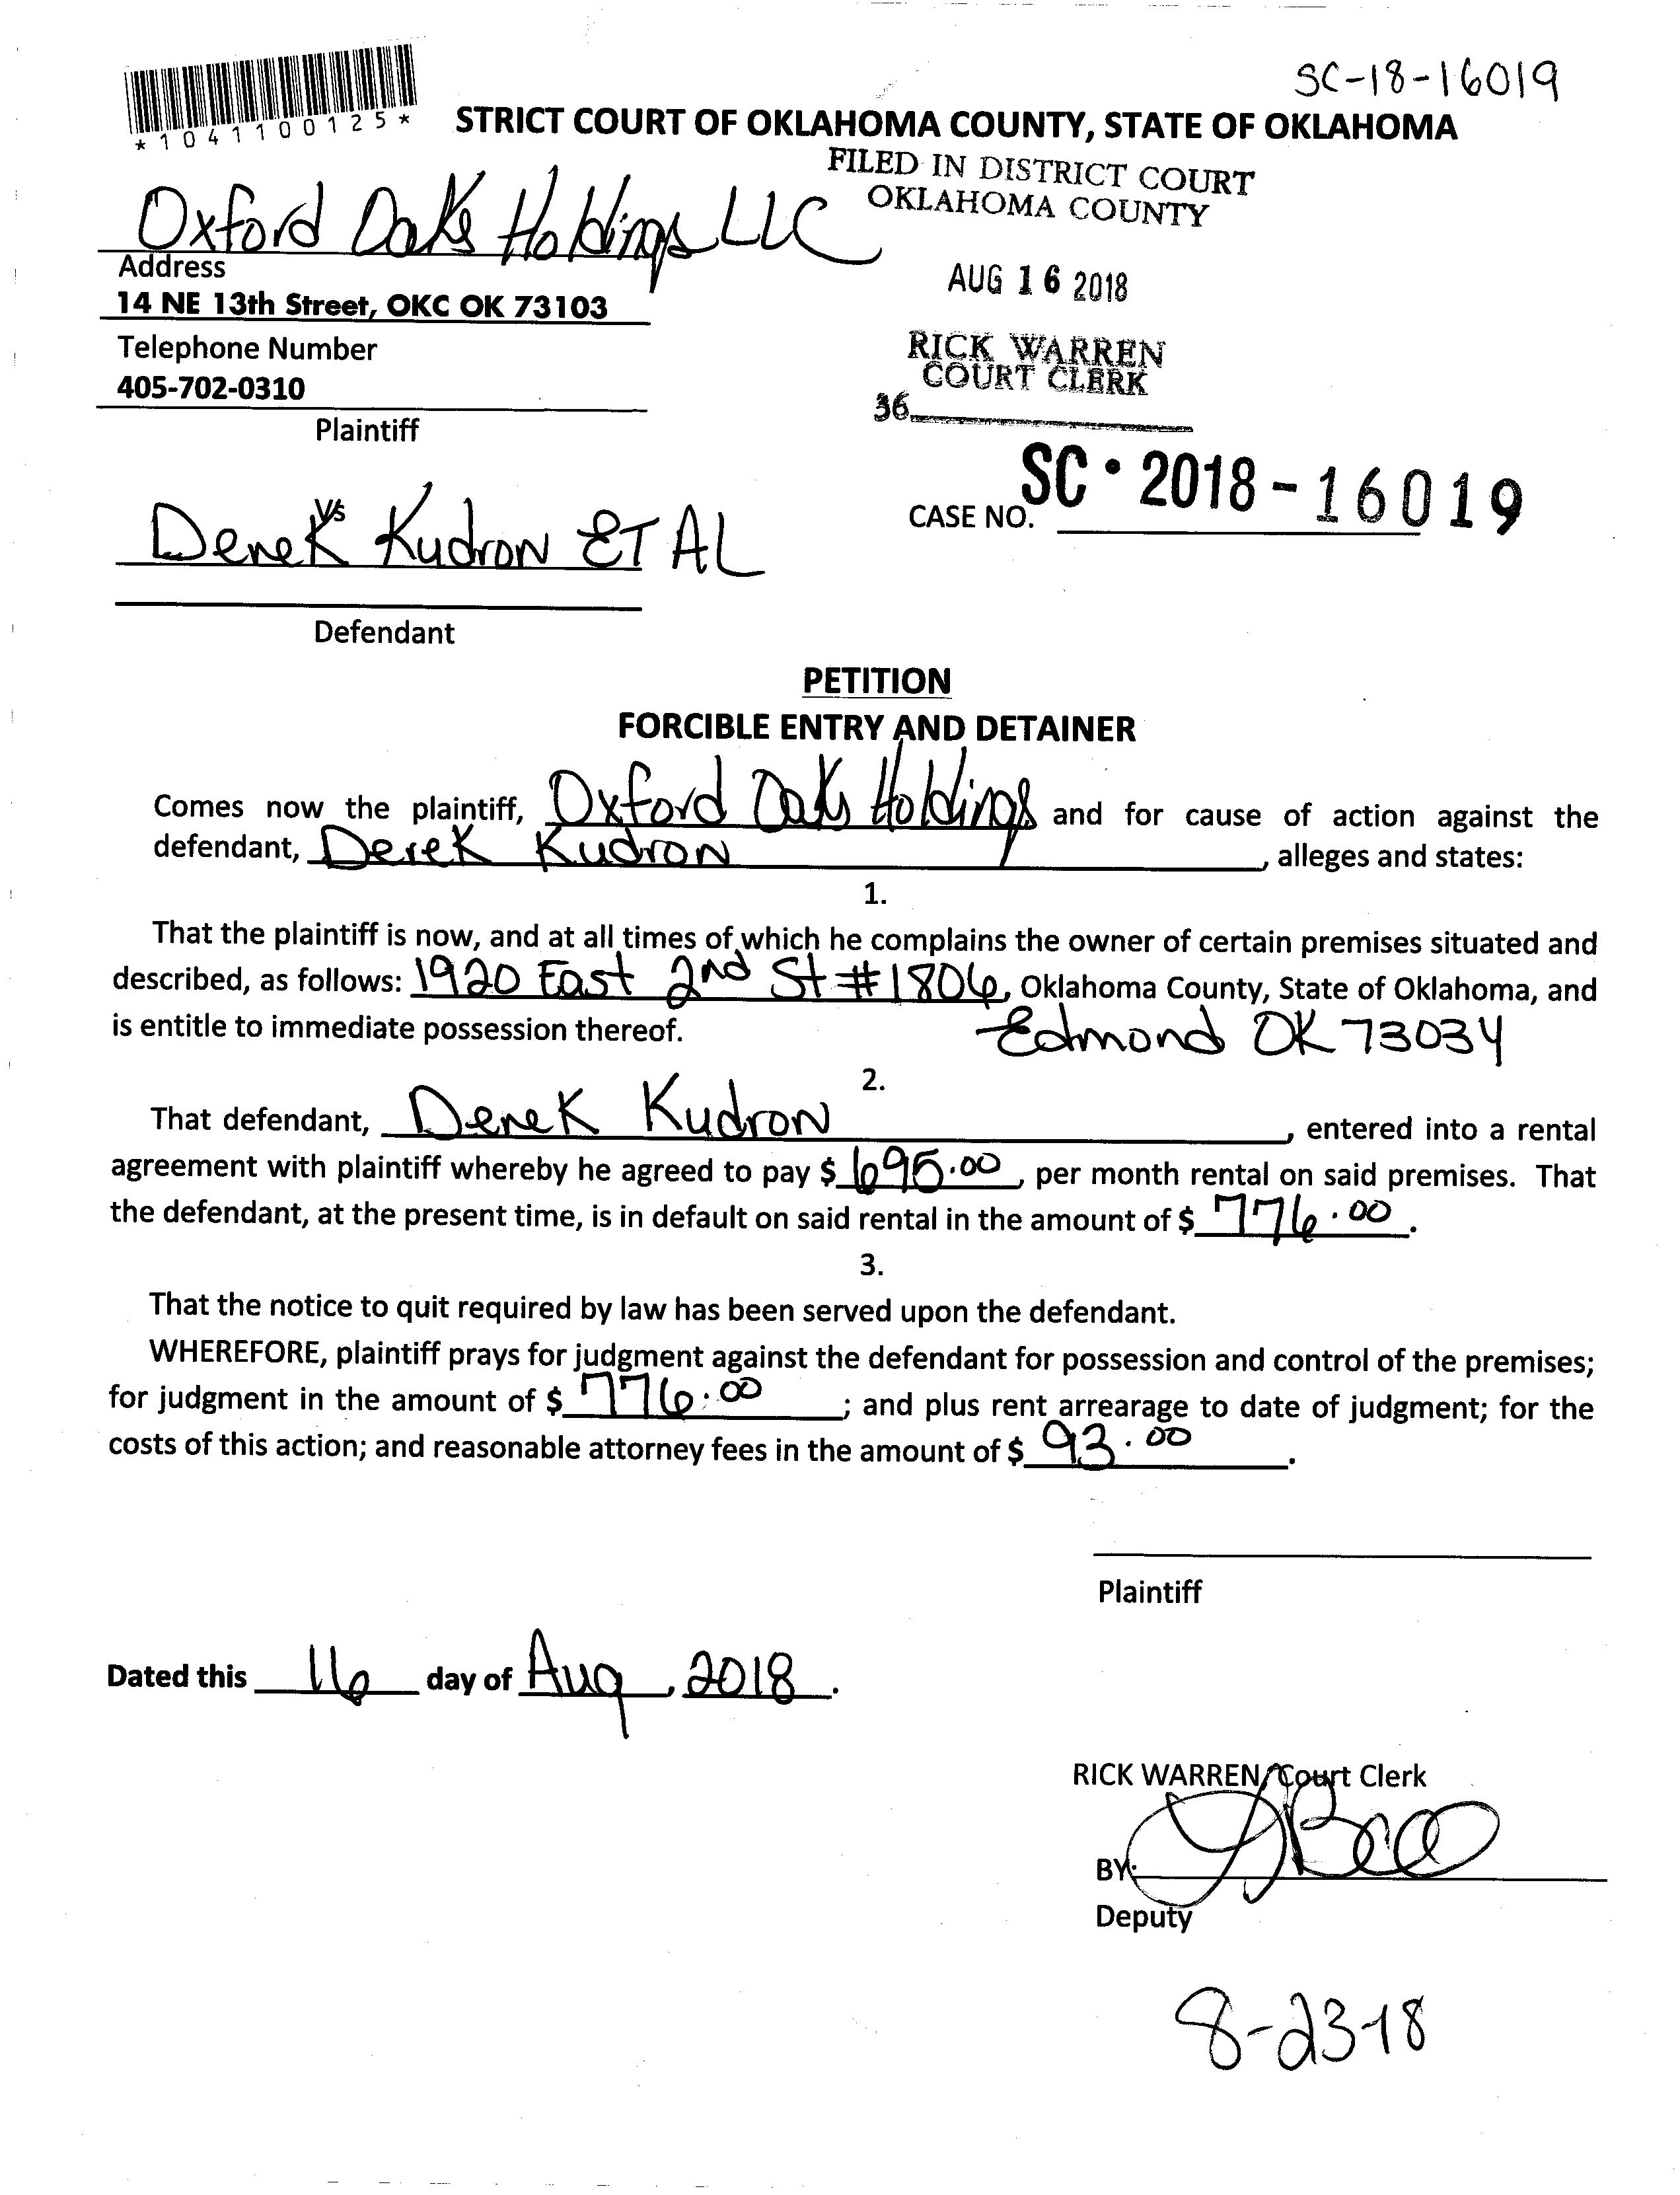 SC-18-16019
*1041100125*
STRICT COURT OF OKLAHOMA COUNTY, STATE OF OKLAHOMA
FILED IN DISTRICT COURT
OKLAHOMA COUNTY
Oxford Oaks Holdings LLC
Address
14 NE 13th Street, OKC OK 73103
AUG 16 2018
Telephone Number
405-702-0310
RICK WARREN
COURT CLERK
36
Plaintiff
SC • 2018-16019
CASE NO.
vs
Derek Kudron ET AL
Defendant
PETITION
FORCIBLE ENTRY AND DETAINER
Comes now the plaintiff, Oxford Oaks Holdings and for cause of action against the
defendant, Derek Kudron, alleges and states:
1.
That the plaintiff is now, and at all times of which he complains the owner of certain premises situated and
described, as follows: 1920 East 2nd St #1806, Oklahoma County, State of Oklahoma, and
is entitle to immediate possession thereof. Edmond OK 73034
2.
That defendant, Derek Kudron, entered into a rental
agreement with plaintiff whereby he agreed to pay $ 695.00, per month rental on said premises. That
the defendant, at the present time, is in default on said rental in the amount of $ 776.00.
3.
That the notice to quit required by law has been served upon the defendant.
WHEREFORE, plaintiff prays for judgment against the defendant for possession and control of the premises;
for judgment in the amount of $ 776.00; and plus rent arrearage to date of judgment; for the
costs of this action; and reasonable attorney fees in the amount of $ 93.00.
Plaintiff
Dated this 16 day of Aug, 2018.
RICK WARREN, Court Clerk
BY:
Deputy
8-23-18